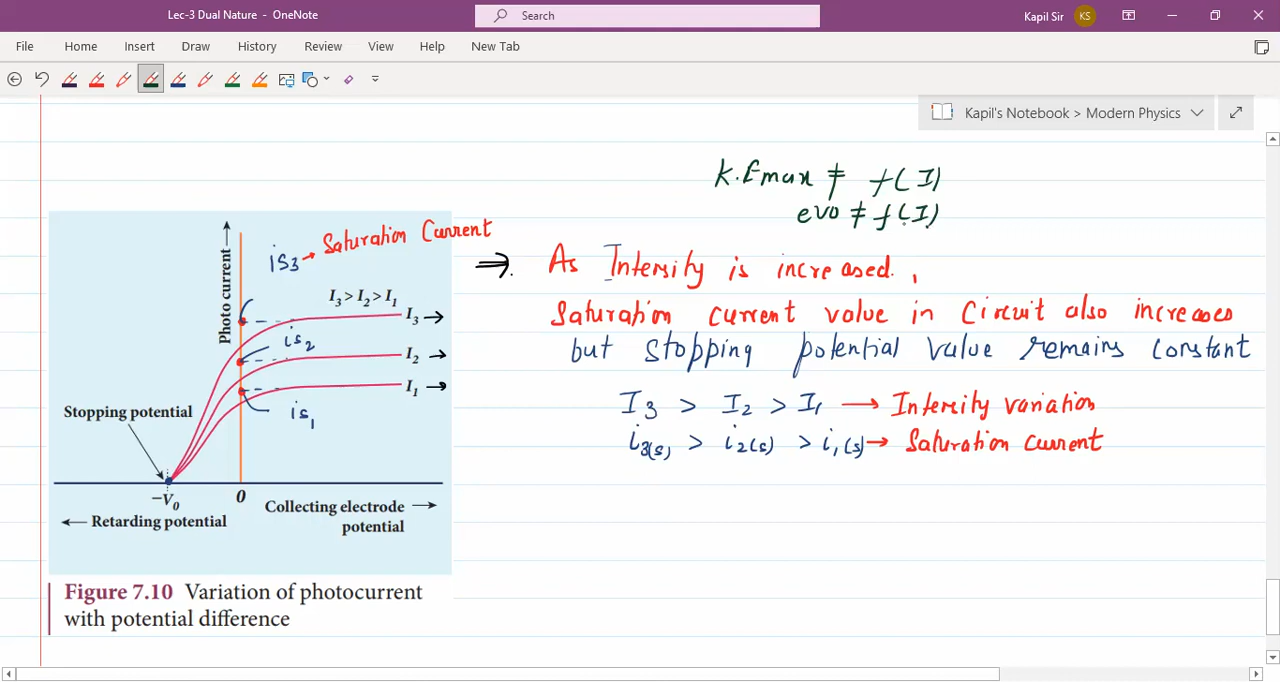 Lec-3 Dual Nature - OneNote
Search
Kapil Sir KS
File Home Insert Draw History Review View Help New Tab
Kapil's Notebook > Modern Physics
K.Emax ≠ f(I)
eV0 ≠ f(I)
is3 → Saturation Current
⇒. As Intersity is increased,
Saturation current value in Circuit also increases
but stopping potential value remains constant
I3 > I2 > I1 → Intersity variation
i3(s) > i2(s) > i1(s) → Saturation current
Photo current
I3 > I2 > I1
I3
is2
I2
I1
is1
Stopping potential
−V0
0
Collecting electrode
potential
Retarding potential
Figure 7.10 Variation of photocurrent
with potential difference